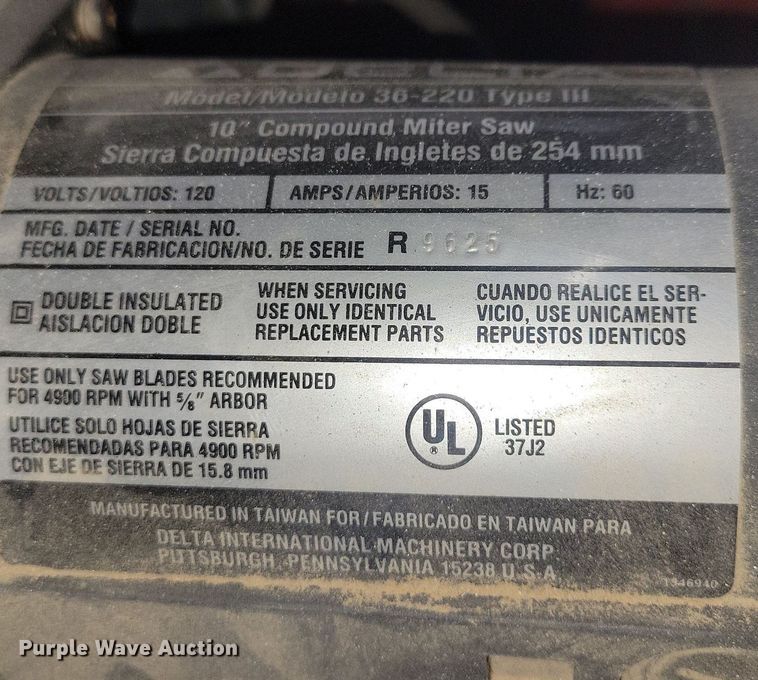 DELTA
Model/Modelo 36-220 Type III
10" Compound Miter Saw
Sierra Compuesta de Ingletes de 254 mm
VOLTS/VOLTIOS: 120
AMPS/AMPERIOS: 15
Hz: 60
MFG. DATE / SERIAL NO.
FECHA DE FABRICACION/NO. DE SERIE R 9625
DOUBLE INSULATED
AISLACION DOBLE
WHEN SERVICING
USE ONLY IDENTICAL
REPLACEMENT PARTS
CUANDO REALICE EL SER-
VICIO, USE UNICAMENTE
REPUESTOS IDENTICOS
USE ONLY SAW BLADES RECOMMENDED
FOR 4900 RPM WITH 5/8" ARBOR
UTILICE SOLO HOJAS DE SIERRA
RECOMENDADAS PARA 4900 RPM
CON EJE DE SIERRA DE 15.8 mm
UL ®
LISTED
37J2
MANUFACTURED IN TAIWAN FOR/FABRICADO EN TAIWAN PARA
DELTA INTERNATIONAL MACHINERY CORP.
PITTSBURGH, PENNSYLVANIA 15238 U.S.A.
1346940
Purple Wave Auction